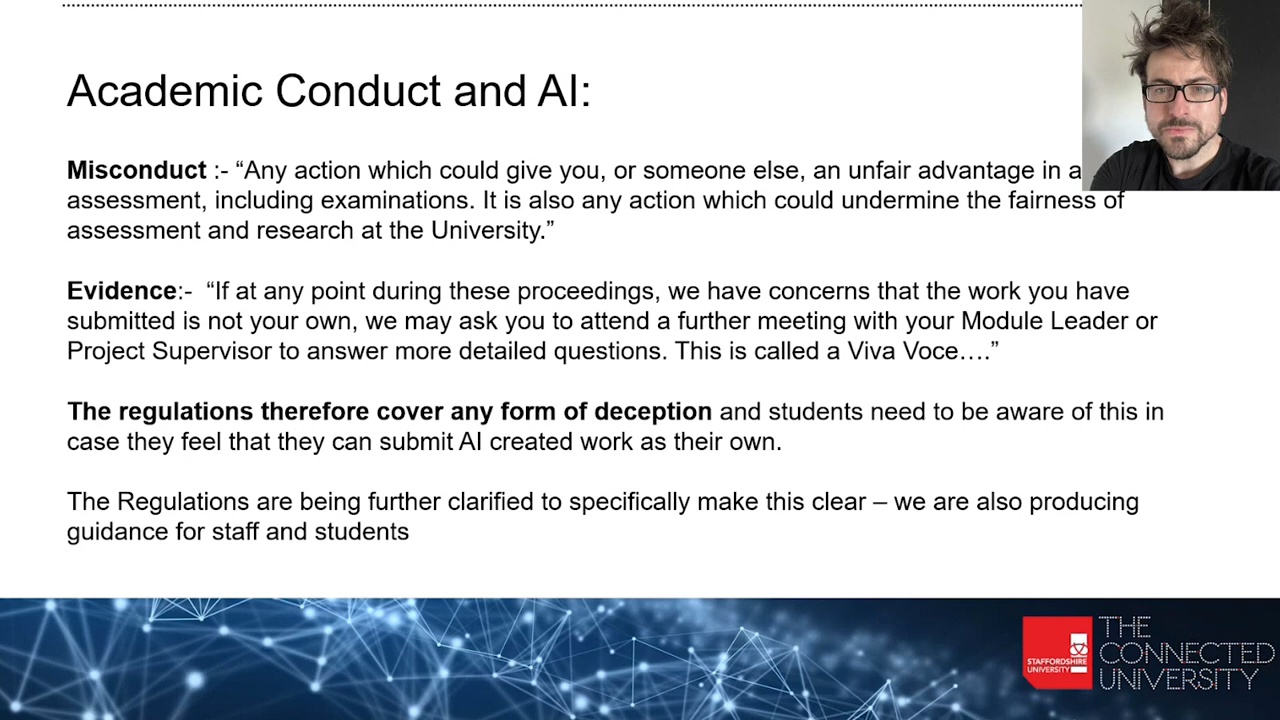 Academic Conduct and AI:
Misconduct :- “Any action which could give you, or someone else, an unfair advantage in a
assessment, including examinations. It is also any action which could undermine the fairness of
assessment and research at the University.”
Evidence:-  “If at any point during these proceedings, we have concerns that the work you have
submitted is not your own, we may ask you to attend a further meeting with your Module Leader or
Project Supervisor to answer more detailed questions. This is called a Viva Voce….”
The regulations therefore cover any form of deception and students need to be aware of this in
case they feel that they can submit AI created work as their own.
The Regulations are being further clarified to specifically make this clear – we are also producing
guidance for staff and students
STAFFORDSHIRE
UNIVERSITY
THE
CONNECTED
UNIVERSITY